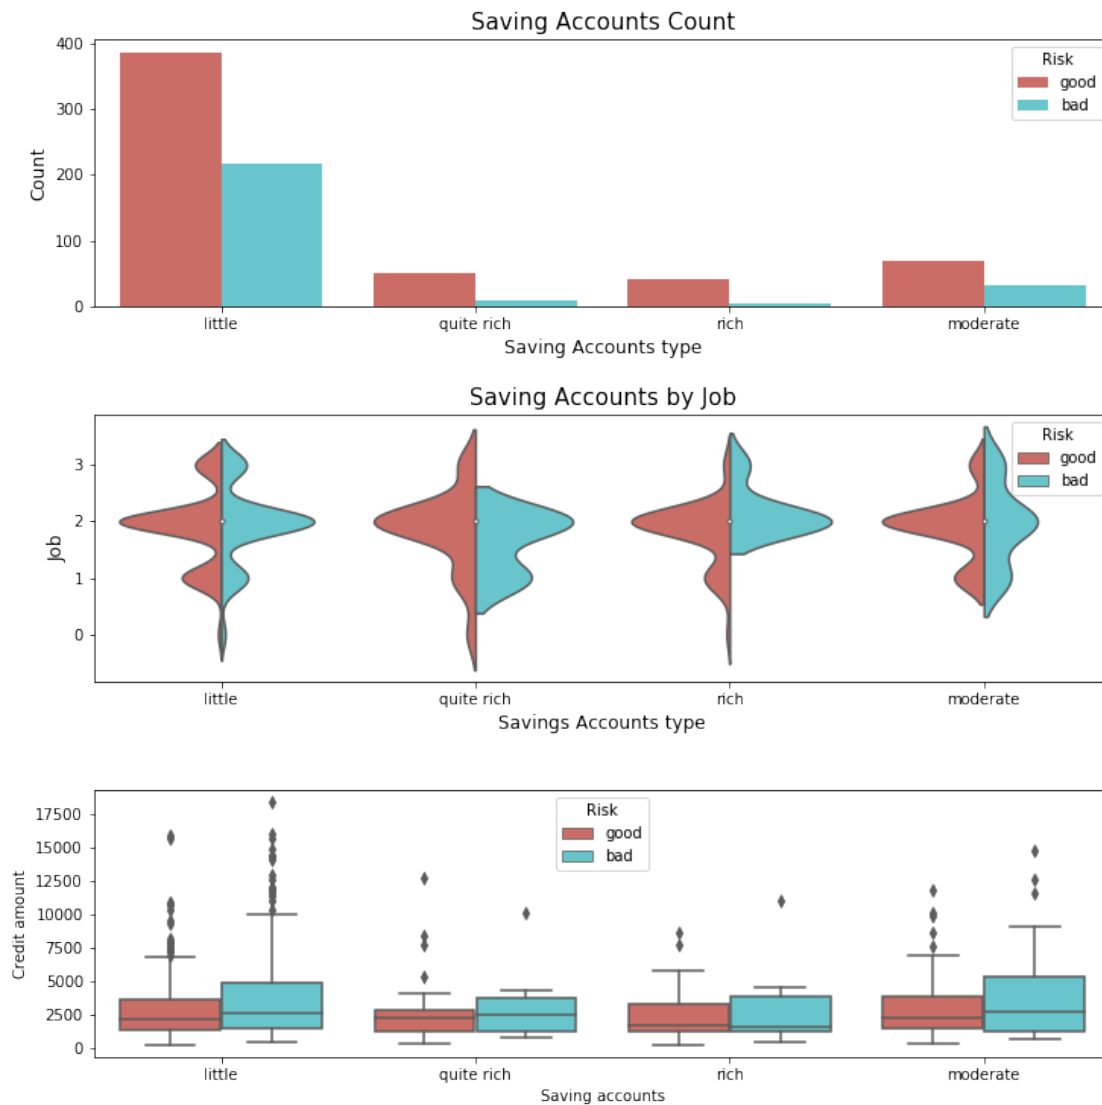 Saving Accounts Count
400
300
200
100
0
Count
Risk
good
bad
little quite rich rich moderate
Saving Accounts type
Saving Accounts by Job
3
2
1
0
Job
Risk
good
bad
little quite rich rich moderate
Savings Accounts type
17500
15000
12500
10000
7500
5000
2500
0
Credit amount
Risk
good
bad
little quite rich rich moderate
Saving accounts